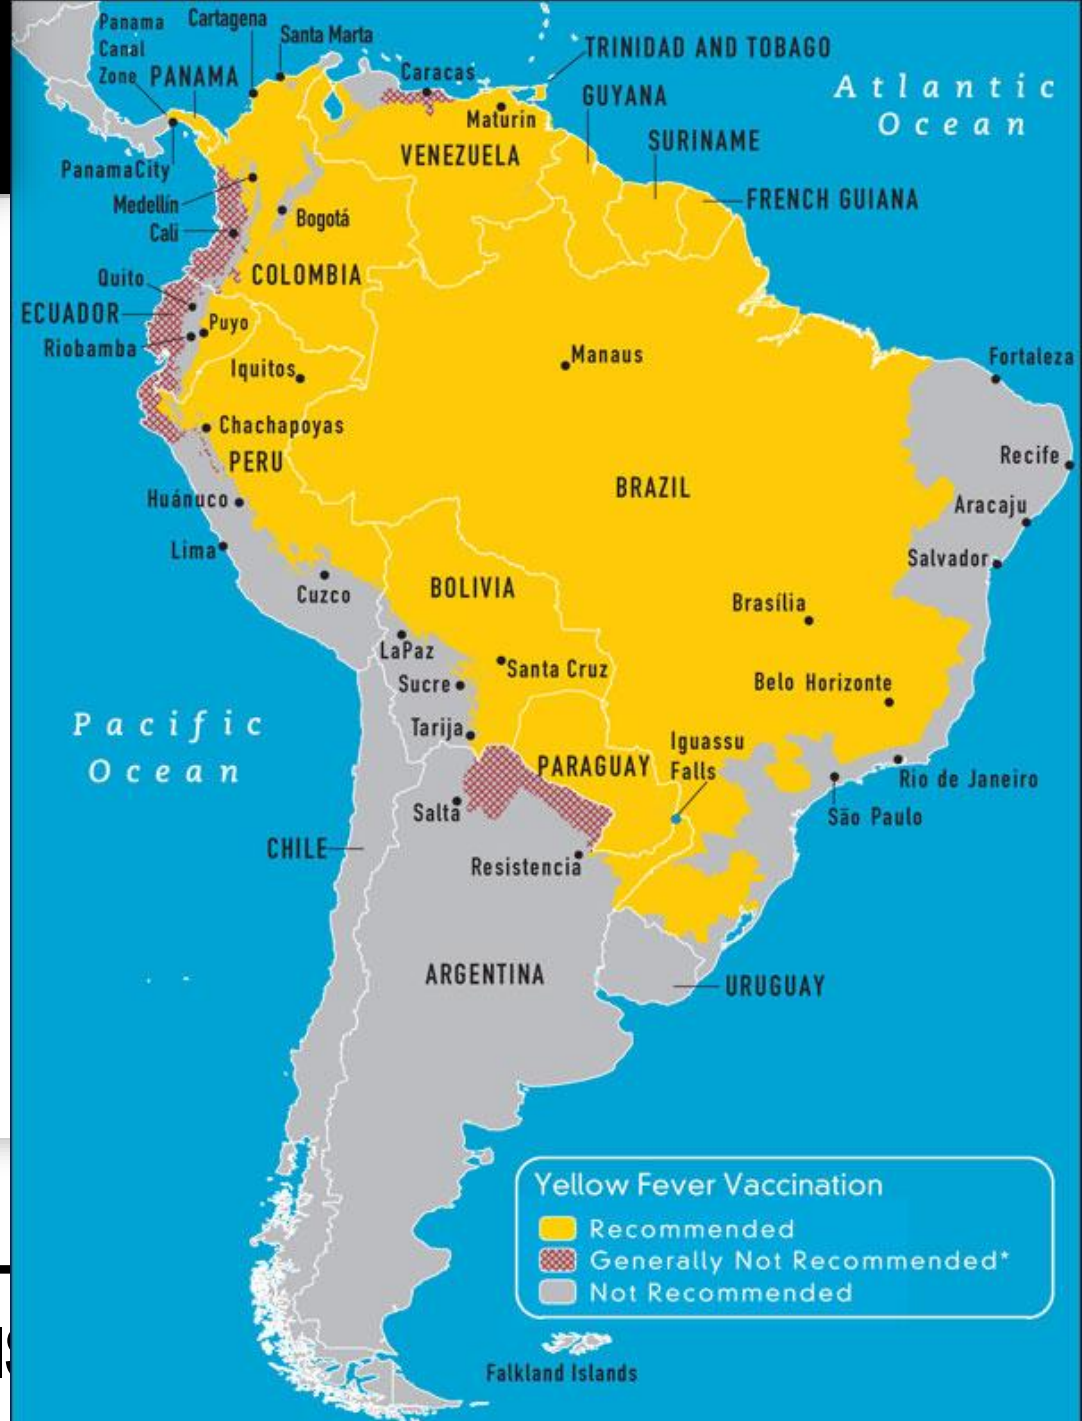 Panama
Canal
Zone
Cartagena
Santa Marta
PANAMA
Caracas
TRINIDAD AND TOBAGO
Atlantic
Ocean
GUYANA
Maturin
SURINAME
VENEZUELA
PanamaCity
FRENCH GUIANA
Medellín
Bogotá
Cali
COLOMBIA
Quito
ECUADOR
Puyo
Riobamba
Manaus
Fortaleza
Iquitos
Chachapoyas
PERU
Recife
BRAZIL
Huánuco
Aracaju
Lima
Salvador
Cuzco
BOLIVIA
Brasília
LaPaz
Santa Cruz
Sucre
Belo Horizonte
Pacific
Ocean
Tarija
PARAGUAY
Iguassu
Falls
Rio de Janeiro
Salta
São Paulo
CHILE
Resistencia
ARGENTINA
URUGUAY
Yellow Fever Vaccination
Recommended
Generally Not Recommended*
Not Recommended
Falkland Islands